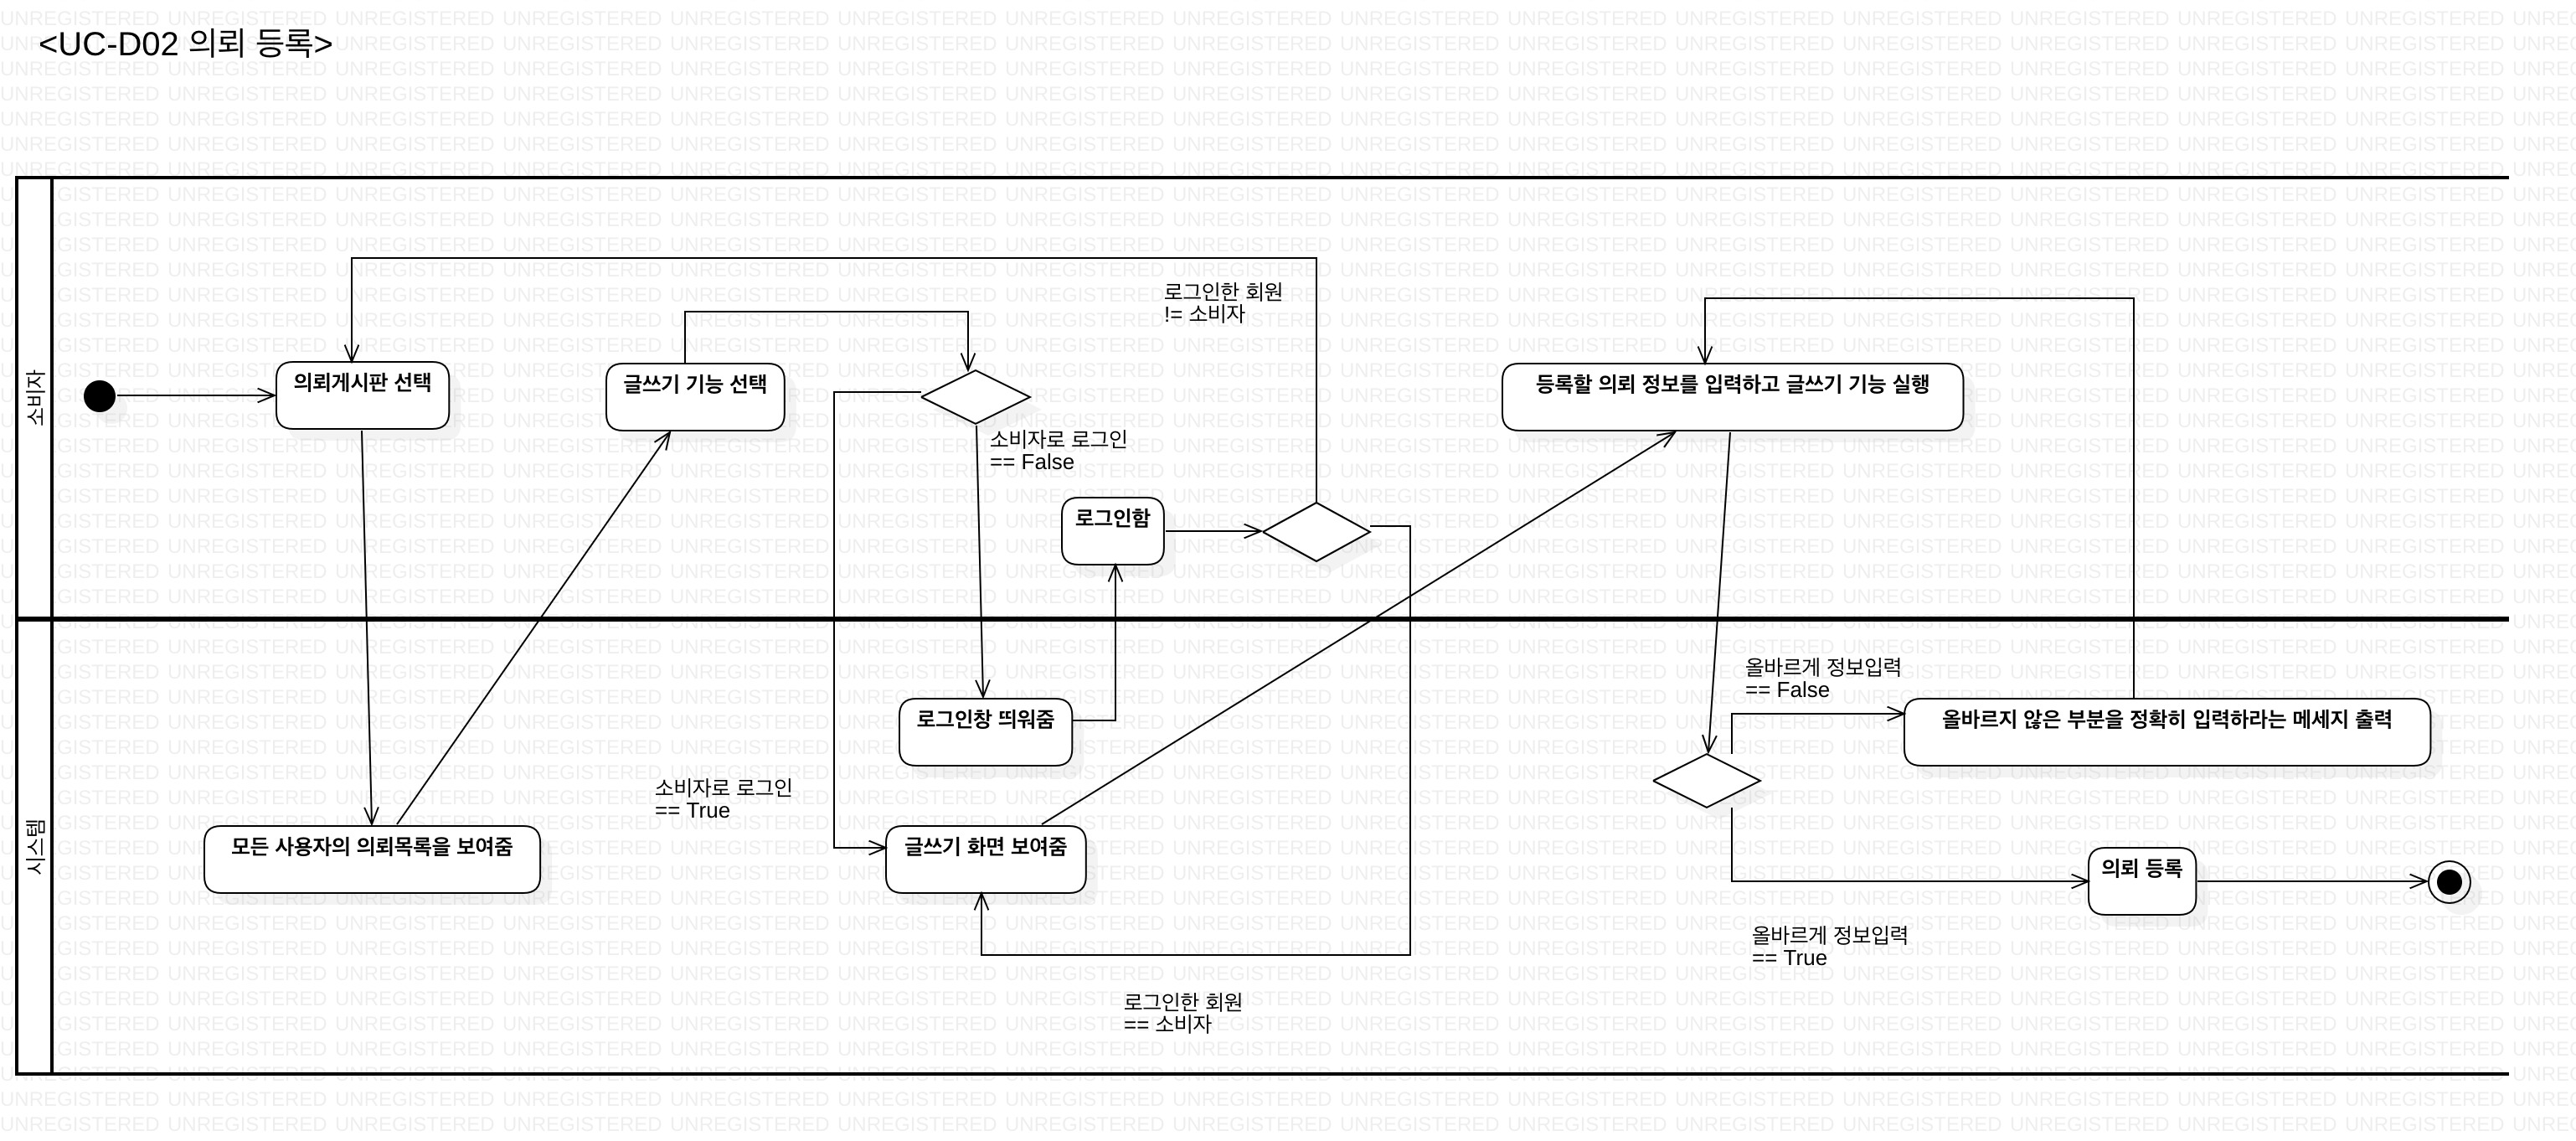 <UC-D02 의뢰 등록>
소비자
로그인한 회원
!= 소비자
의뢰게시판 선택
글쓰기 기능 선택
등록할 의뢰 정보를 입력하고 글쓰기 기능 실행
소비자로 로그인
== False
로그인함
시스템
올바르게 정보입력
== False
로그인창 띄워줌
올바르지 않은 부분을 정확히 입력하라는 메세지 출력
소비자로 로그인
== True
모든 사용자의 의뢰목록을 보여줌
글쓰기 화면 보여줌
의뢰 등록
올바르게 정보입력
== True
로그인한 회원
== 소비자
UNREGISTERED